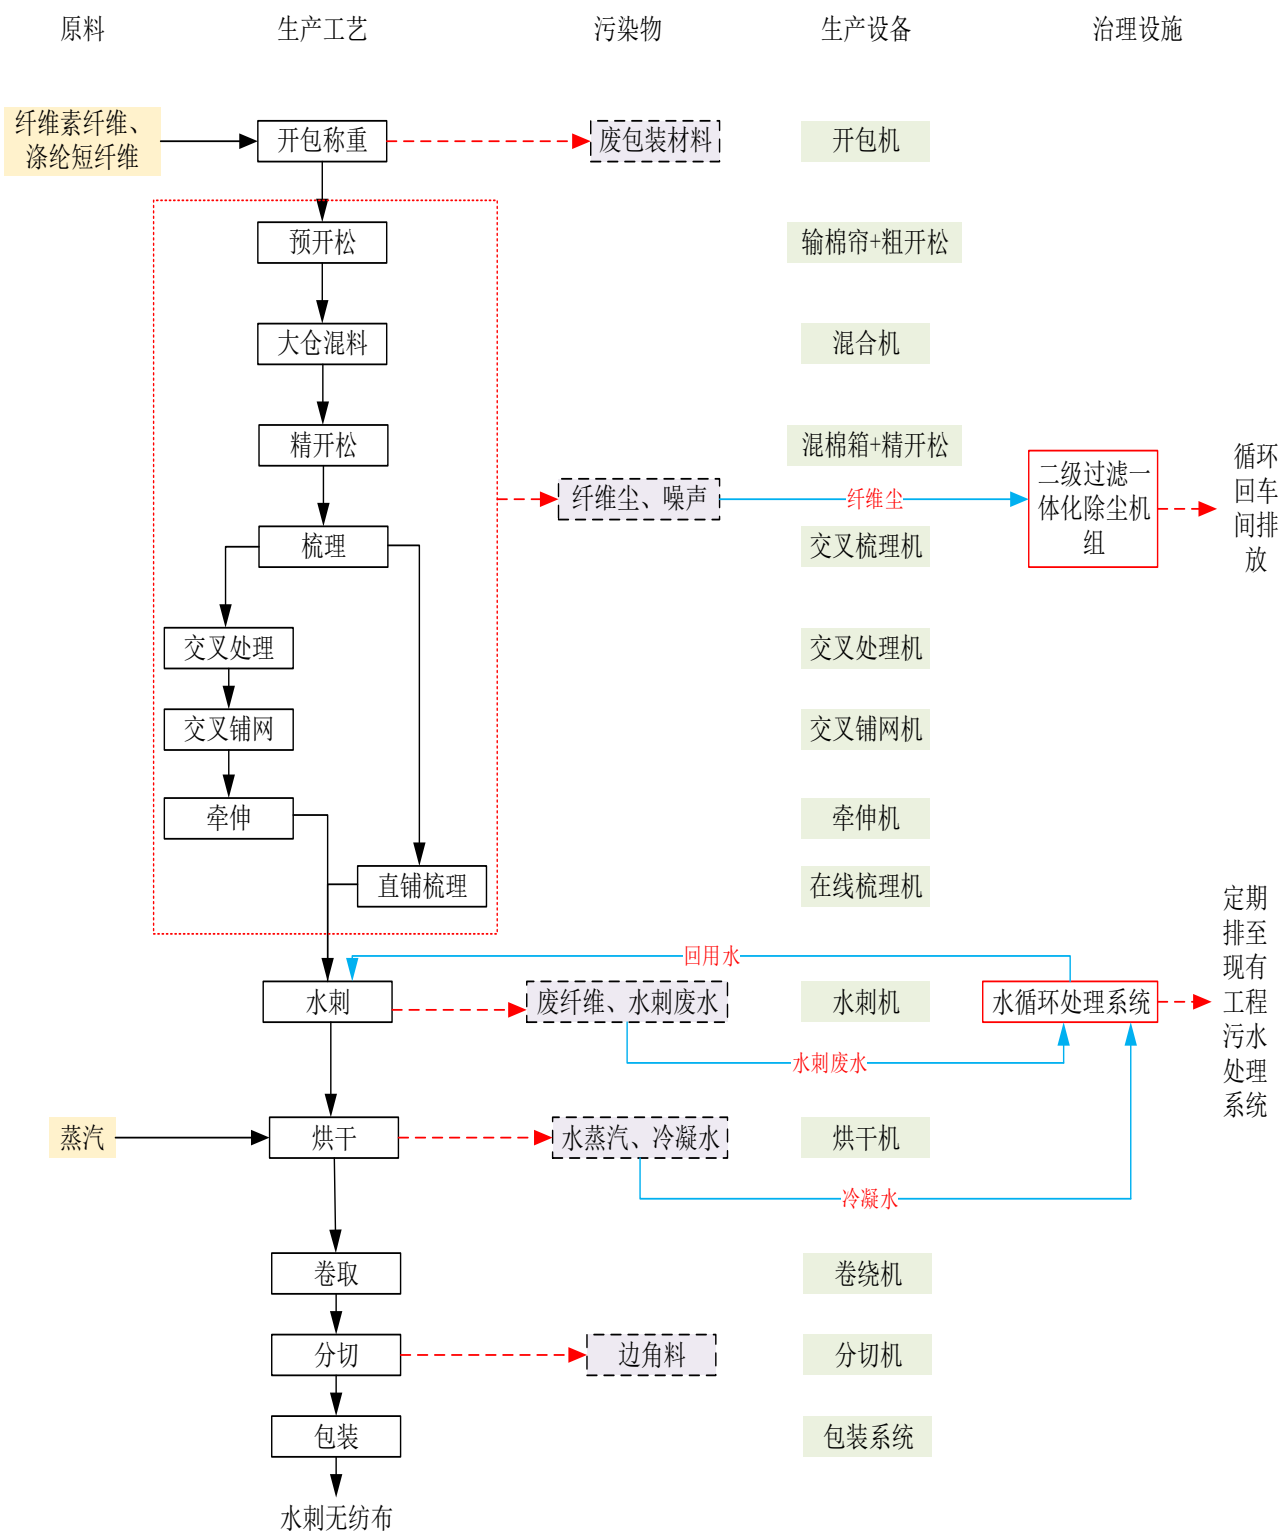 原料
生产工艺
污染物
生产设备
治理设施
纤维素纤维、
涤纶短纤维
开包称重
废包装材料
开包机
预开松
输棉帘+粗开松
大仓混料
混合机
精开松
混棉箱+精开松
纤维尘、噪声
纤维尘
二级过滤一
体化除尘机
组
循环
回车
间排
放
梳理
交叉梳理机
交叉处理
交叉处理机
交叉铺网
交叉铺网机
牵伸
牵伸机
直铺梳理
在线梳理机
回用水
水刺
废纤维、水刺废水
水刺机
水循环处理系统
定期
排至
现有
工程
污水
处理
系统
水刺废水
蒸汽
烘干
水蒸汽、冷凝水
烘干机
冷凝水
卷取
卷绕机
分切
边角料
分切机
包装
包装系统
水刺无纺布